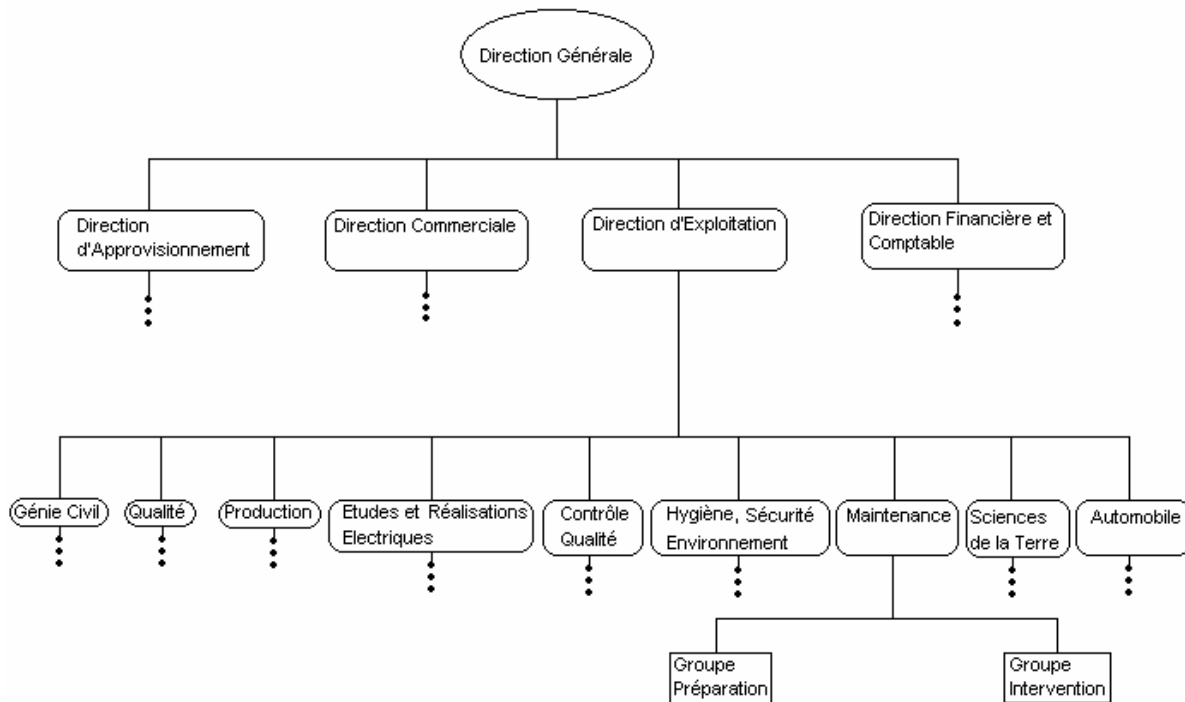 Direction Générale
Direction
d'Approvisionnement
Direction Commerciale
Direction d'Exploitation
Direction Financière et
Comptable
Génie Civil
Qualité
Production
Etudes et Réalisations
Electriques
Contrôle
Qualité
Hygiène, Sécurité
Environnement
Maintenance
Sciences
de la Terre
Automobile
Groupe
Préparation
Groupe
Intervention